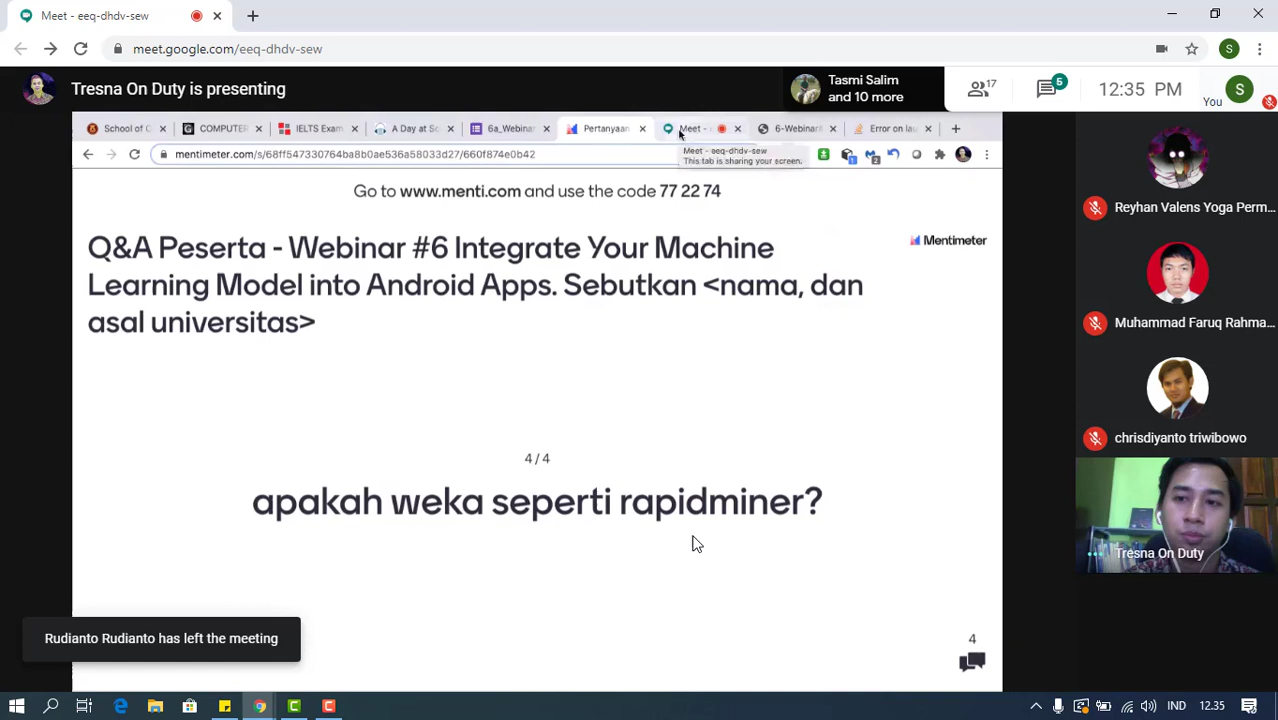 Meet - eeq-dhdv-sew
meet.google.com/eeq-dhdv-sew
S
Tresna On Duty is presenting
Tasmi Salim
and 10 more
17
5
12:35 PM
You
S
School of C
COMPUTER
IELTS Exam
A Day at Sc
6a_Webinar
Pertanyaan
Meet -
6-Webinaril
Error on lau
mentimeter.com/s/68ff547330764ba8b0ae536a58033d27/660f874e0b42
Meet - eeq-dhdv-sew
This tab is sharing your screen.
1
2
Go to www.menti.com and use the code 77 22 74
Q&A Peserta - Webinar #6 Integrate Your Machine
Learning Model into Android Apps. Sebutkan <nama, dan
asal universitas>
Mentimeter
4 / 4
apakah weka seperti rapidminer?
4
Reyhan Valens Yoga Perm...
Muhammad Faruq Rahma...
chrisdiyanto triwibowo
Tresna On Duty
Rudianto Rudianto has left the meeting
IND
12.35